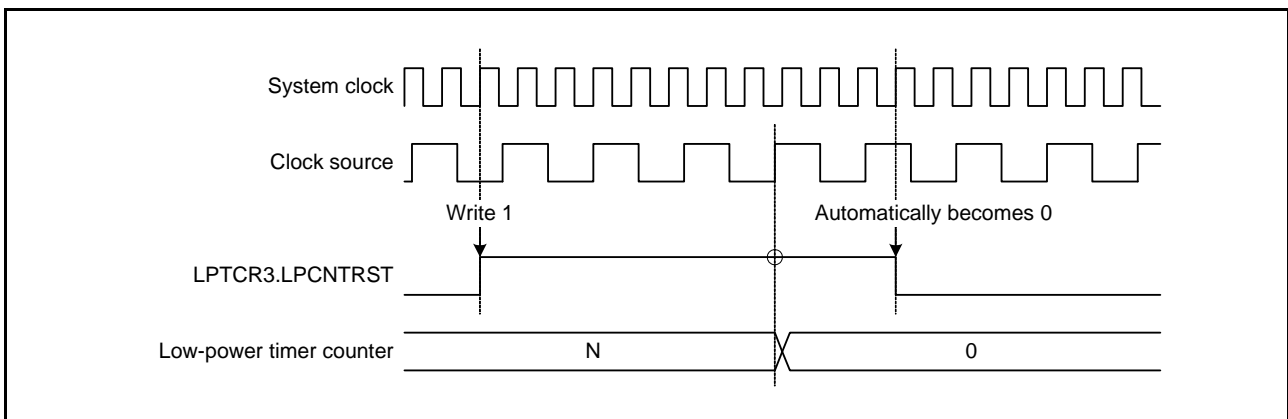 System clock
Clock source
Write 1
Automatically becomes 0
LPTCR3.LPCNTRST
Low-power timer counter
N
0